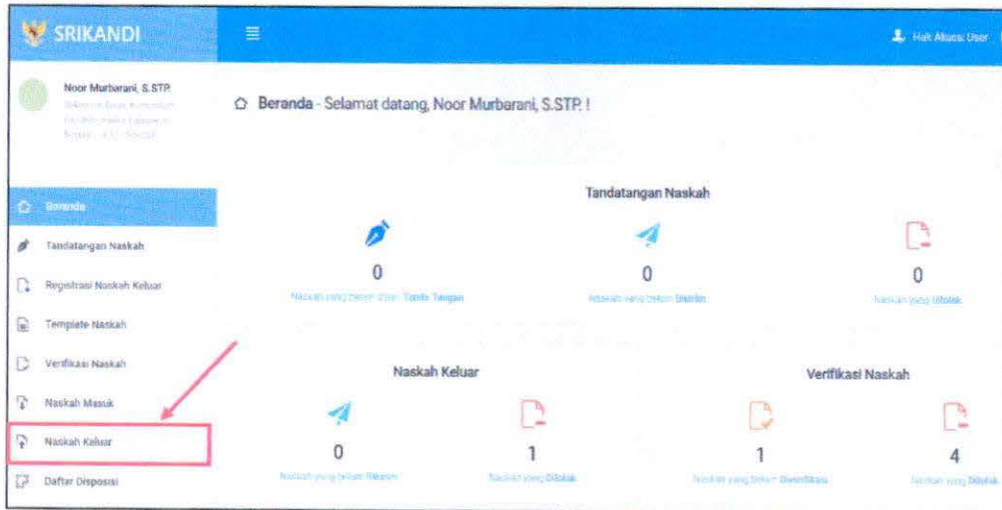 SRIKANDI
Hak Akses: User
Noor Murbarani, S.STP.
Beranda - Selamat datang, Noor Murbarani, S.STP. !
Beranda
Tandatangan Naskah
Registrasi Naskah Keluar
Template Naskah
Verifikasi Naskah
Naskah Masuk
Naskah Keluar
Daftar Disposisi
Tandatangan Naskah
0
0
0
Naskah yang belum Tanda Tangan
Naskah yang belum Dikirim
Naskah yang Ditolak
Naskah Keluar
Verifikasi Naskah
0
1
1
4
Naskah yang belum Dikirim
Naskah yang Ditolak
Naskah yang belum Diverifikasi
Naskah yang Ditolak